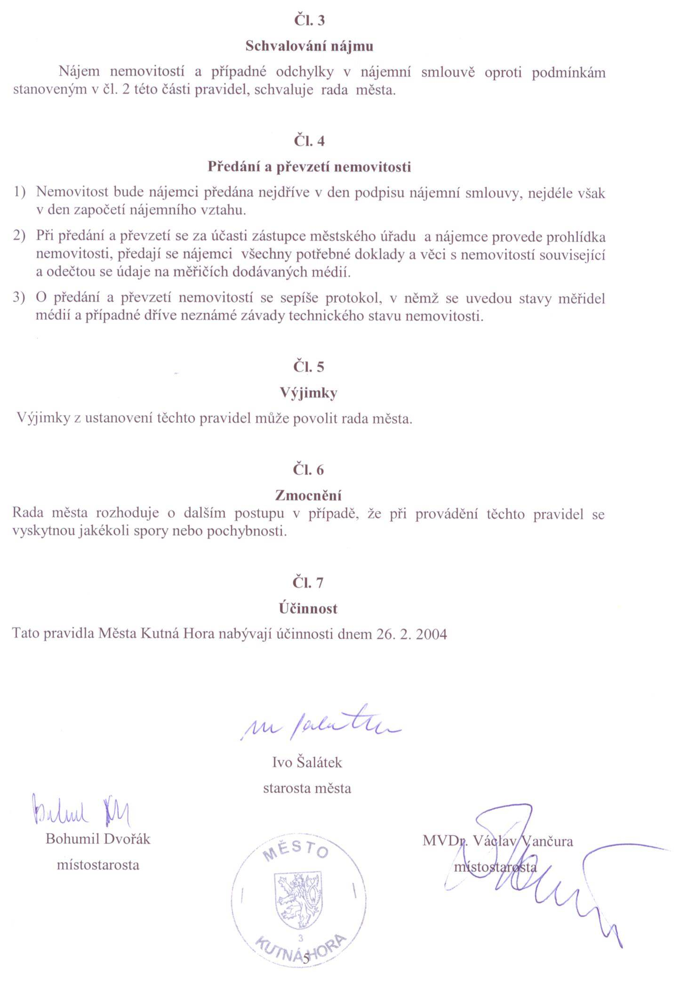 Čl. 3
Schvalování nájmu
Nájem nemovitostí a případné odchylky v nájemní smlouvě oproti podmínkám
stanoveným v čl. 2 této části pravidel, schvaluje rada města.
Čl. 4
Předání a převzetí nemovitosti
1) Nemovitost bude nájemci předána nejdříve v den podpisu nájemní smlouvy, nejdéle však
v den započetí nájemního vztahu.
2) Při předání a převzetí se za účasti zástupce městského úřadu a nájemce provede prohlídka
nemovitosti, předají se nájemci všechny potřebné doklady a věci s nemovitostí související
a odečtou se údaje na měřičích dodávaných médií.
3) O předání a převzetí nemovitostí se sepíše protokol, v němž se uvedou stavy měřidel
médií a případné dříve neznámé závady technického stavu nemovitosti.
Čl. 5
Výjimky
Výjimky z ustanovení těchto pravidel může povolit rada města.
Čl. 6
Zmocnění
Rada města rozhoduje o dalším postupu v případě, že při provádění těchto pravidel se
vyskytnou jakékoli spory nebo pochybnosti.
Čl. 7
Účinnost
Tato pravidla Města Kutná Hora nabývají účinnosti dnem 26. 2. 2004
Ivo Šalátek
starosta města
Bohumil Dvořák
místostarosta
MVDr. Václav Vančura
místostarosta
MĚSTO
3
KUTNÁ HORA
5